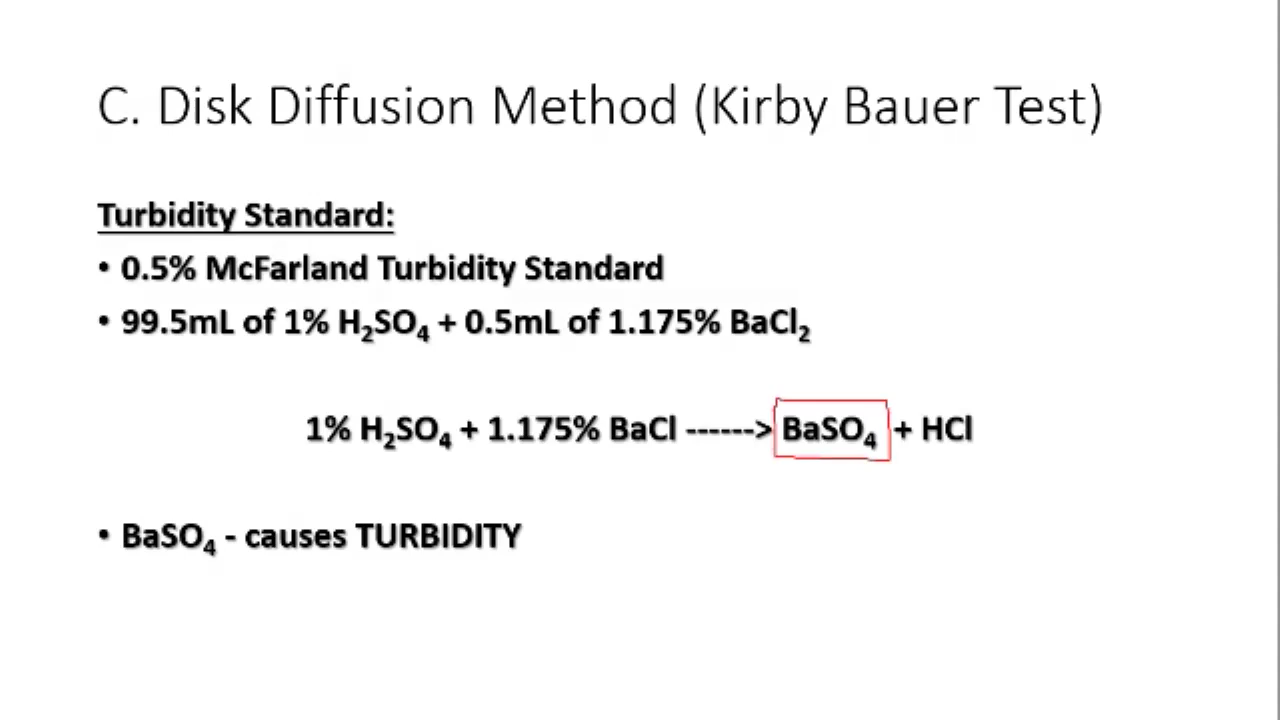 C. Disk Diffusion Method (Kirby Bauer Test)
Turbidity Standard:
• 0.5% McFarland Turbidity Standard
• 99.5mL of 1% H₂SO₄ + 0.5mL of 1.175% BaCl₂
1% H₂SO₄ + 1.175% BaCl ------> BaSO₄ + HCl
• BaSO₄ - causes TURBIDITY